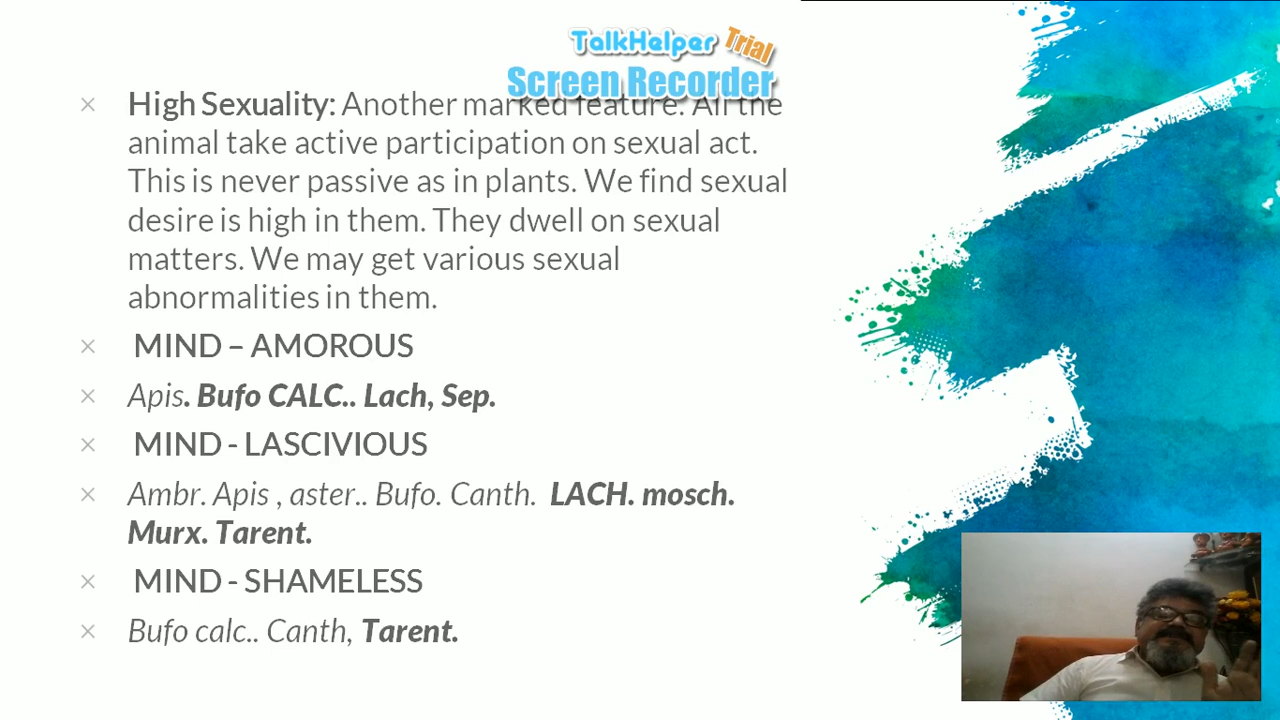 TalkHelper Trial
Screen Recorder
× High Sexuality: Another marked feature. All the
animal take active participation on sexual act.
This is never passive as in plants. We find sexual
desire is high in them. They dwell on sexual
matters. We may get various sexual
abnormalities in them.
× MIND – AMOROUS
× Apis. Bufo CALC.. Lach, Sep.
× MIND - LASCIVIOUS
× Ambr. Apis , aster.. Bufo. Canth. LACH. mosch.
Murx. Tarent.
× MIND - SHAMELESS
× Bufo calc.. Canth, Tarent.